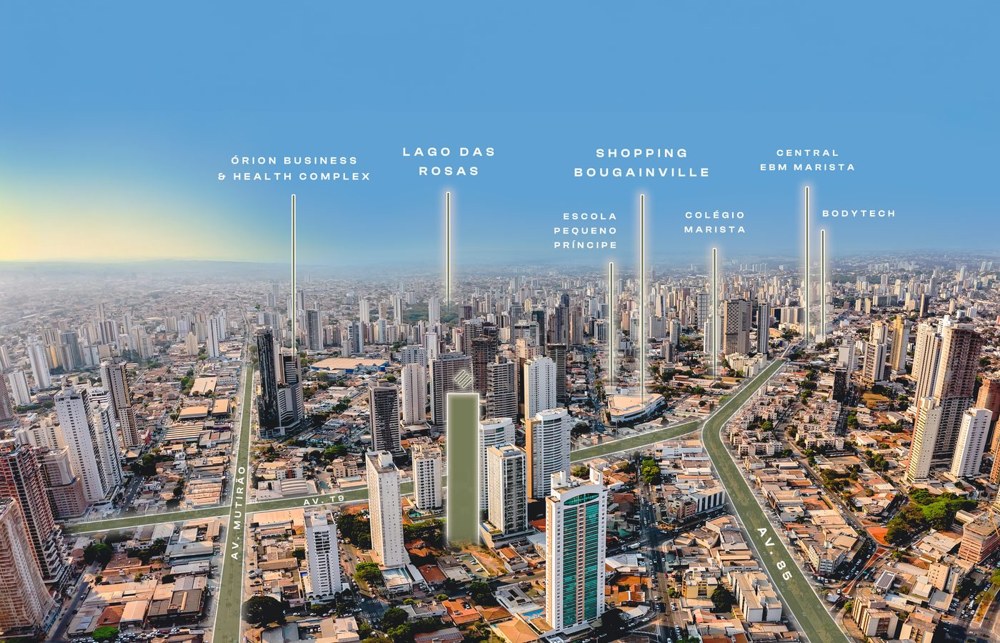 ÓRION BUSINESS
& HEALTH COMPLEX
LAGO DAS
ROSAS
SHOPPING
BOUGAINVILLE
CENTRAL
EBM MARISTA
ESCOLA
PEQUENO
PRÍNCIPE
COLÉGIO
MARISTA
BODYTECH
AV. MUTIRÃO
AV. T9
AV. 85